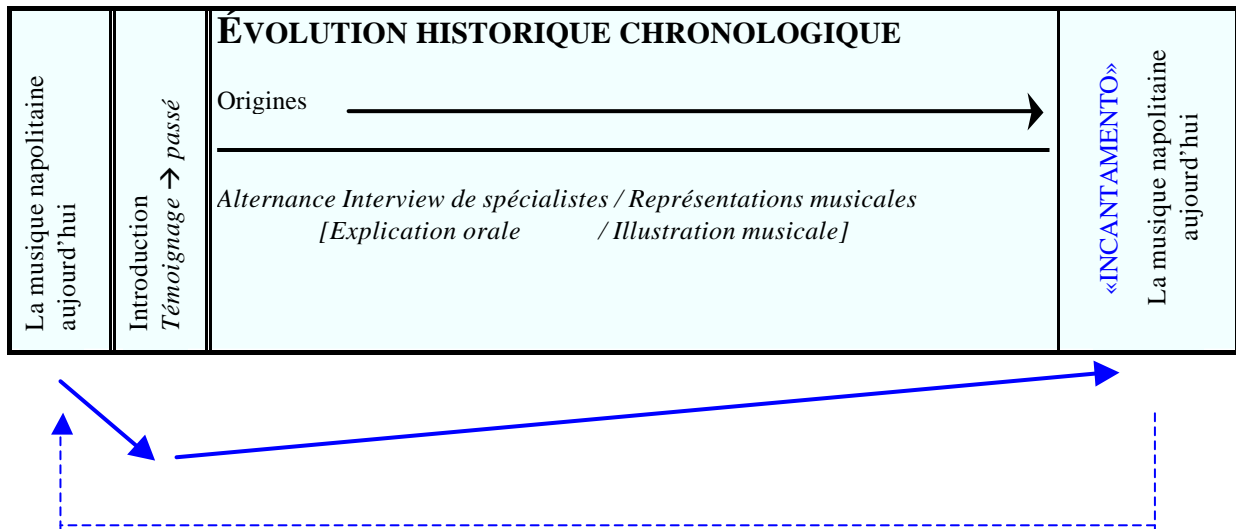 La musique napolitaine
aujourd'hui
Introduction
Témoignage → passé
ÉVOLUTION HISTORIQUE CHRONOLOGIQUE
Origines
Alternance Interview de spécialistes / Représentations musicales
[Explication orale / Illustration musicale]
«INCANTAMENTO»
La musique napolitaine
aujourd'hui